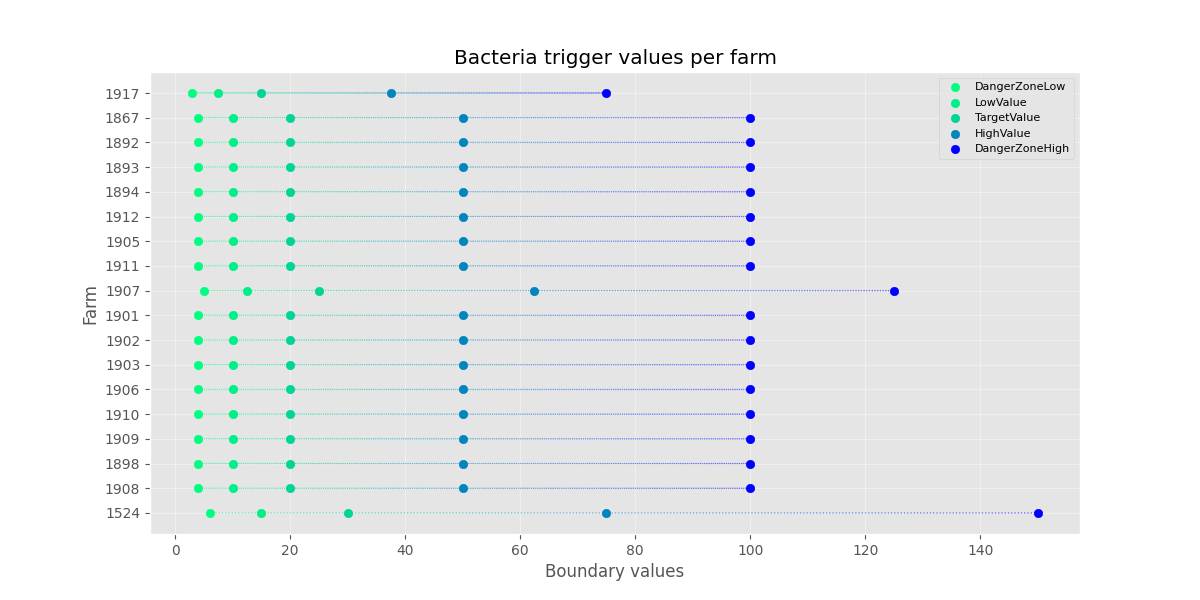 Bacteria trigger values per farm
DangerZoneLow
LowValue
TargetValue
HighValue
DangerZoneHigh
Farm
1917
1867
1892
1893
1894
1912
1905
1911
1907
1901
1902
1903
1906
1910
1909
1898
1908
1524
0 20 40 60 80 100 120 140
Boundary values